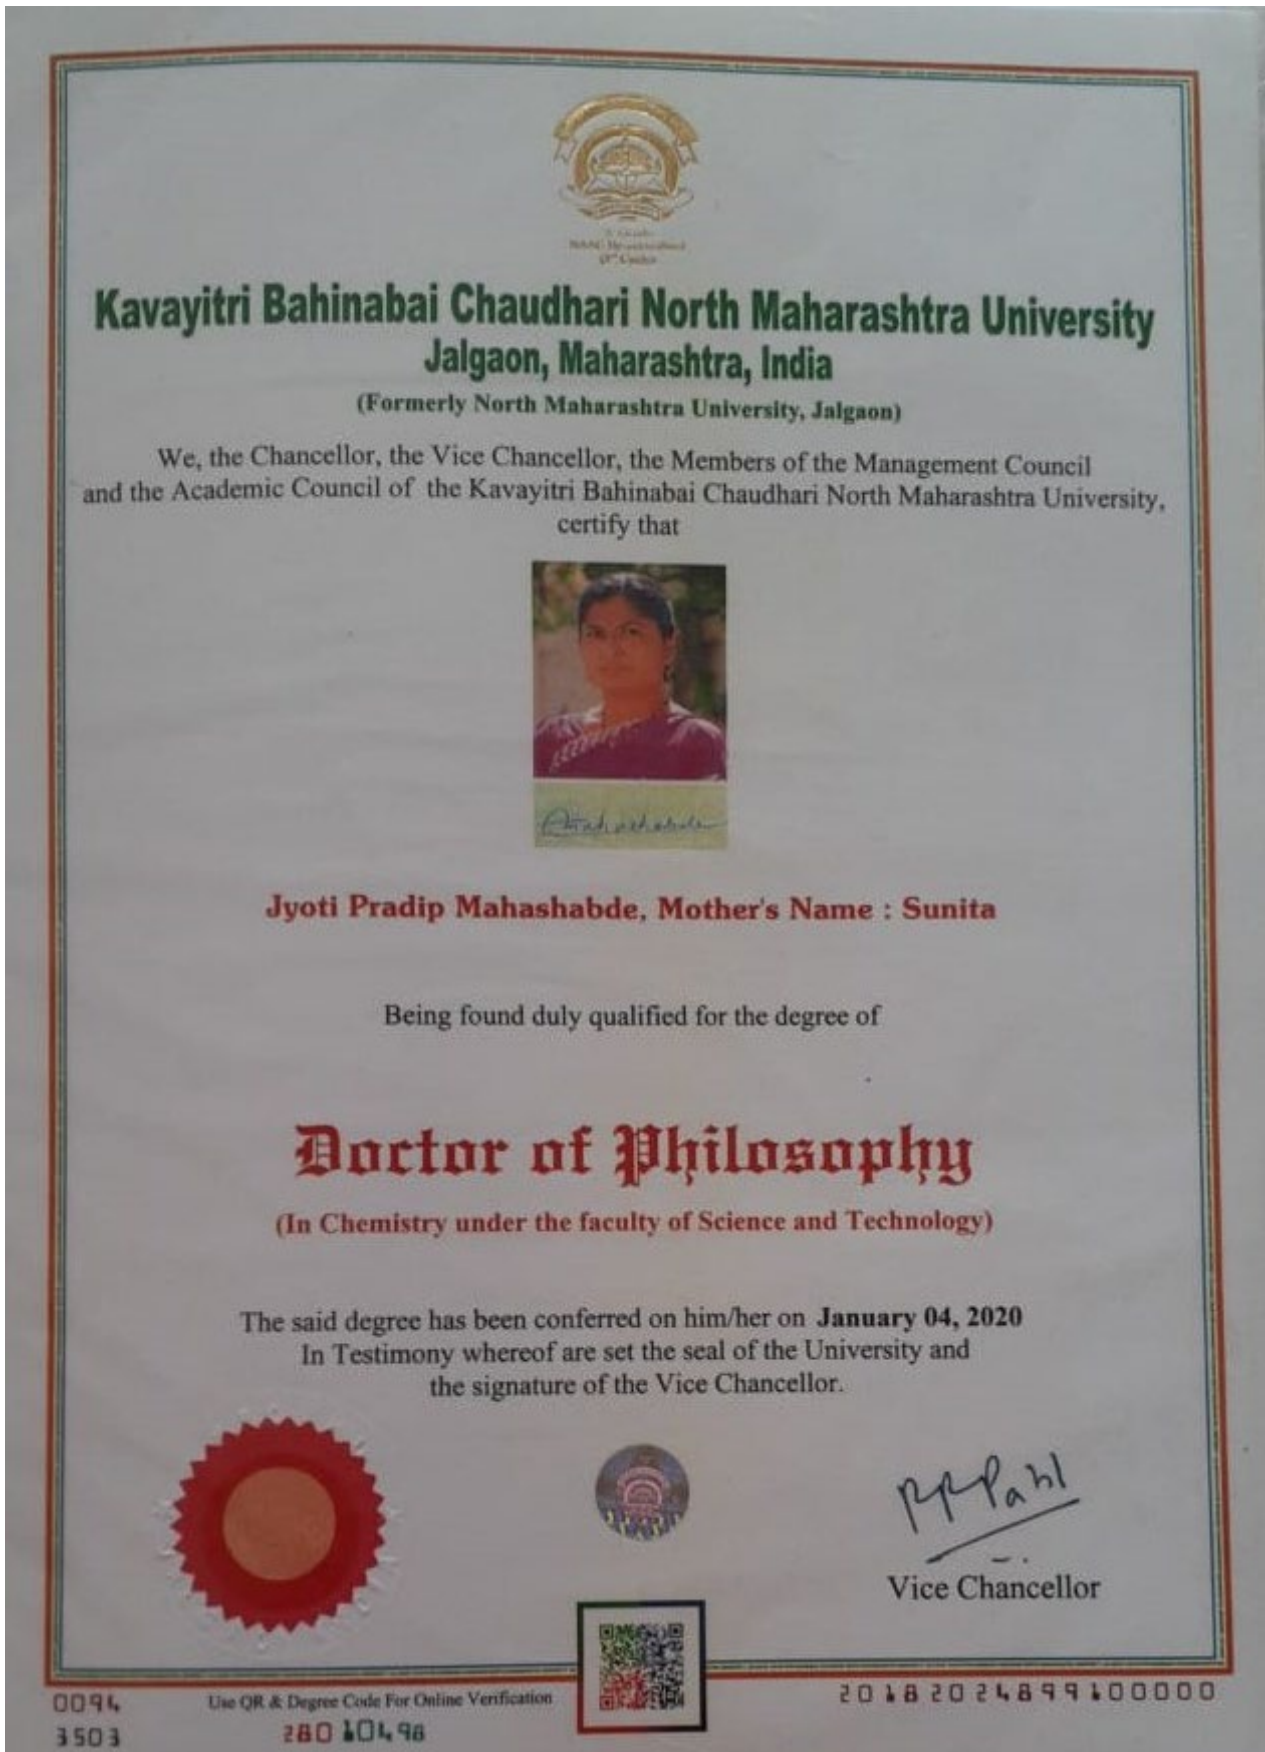 Kavayitri Bahinabai Chaudhari North Maharashtra University
Jalgaon, Maharashtra, India
(Formerly North Maharashtra University, Jalgaon)
We, the Chancellor, the Vice Chancellor, the Members of the Management Council
and the Academic Council of the Kavayitri Bahinabai Chaudhari North Maharashtra University,
certify that
Jyoti Pradip Mahashabde, Mother's Name : Sunita
Being found duly qualified for the degree of
Doctor of Philosophy
(In Chemistry under the faculty of Science and Technology)
The said degree has been conferred on him/her on January 04, 2020
In Testimony whereof are set the seal of the University and
the signature of the Vice Chancellor.
Vice Chancellor
0094
3503
Use QR & Degree Code For Online Verification
28010498
20182024899100000